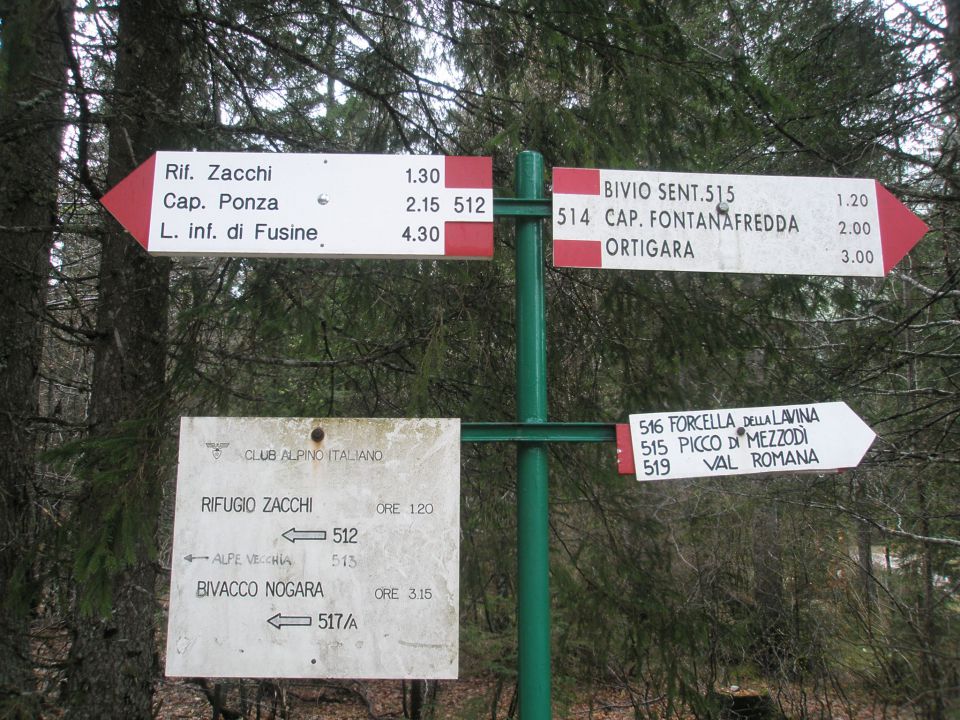 Rif. Zacchi 1.30
Cap. Ponza 2.15 512
L. inf. di Fusine 4.30
BIVIO SENT.515 1.20
514 CAP. FONTANAFREDDA 2.00
ORTIGARA 3.00
516 FORCELLA DELLA LAVINA
515 PICCO DI MEZZODÌ
519 VAL ROMANA
CLUB ALPINO ITALIANO
RIFUGIO ZACCHI ORE 1.20
512
ALPE VECCHIA 513
BIVACCO NOGARA ORE 3.15
517/A